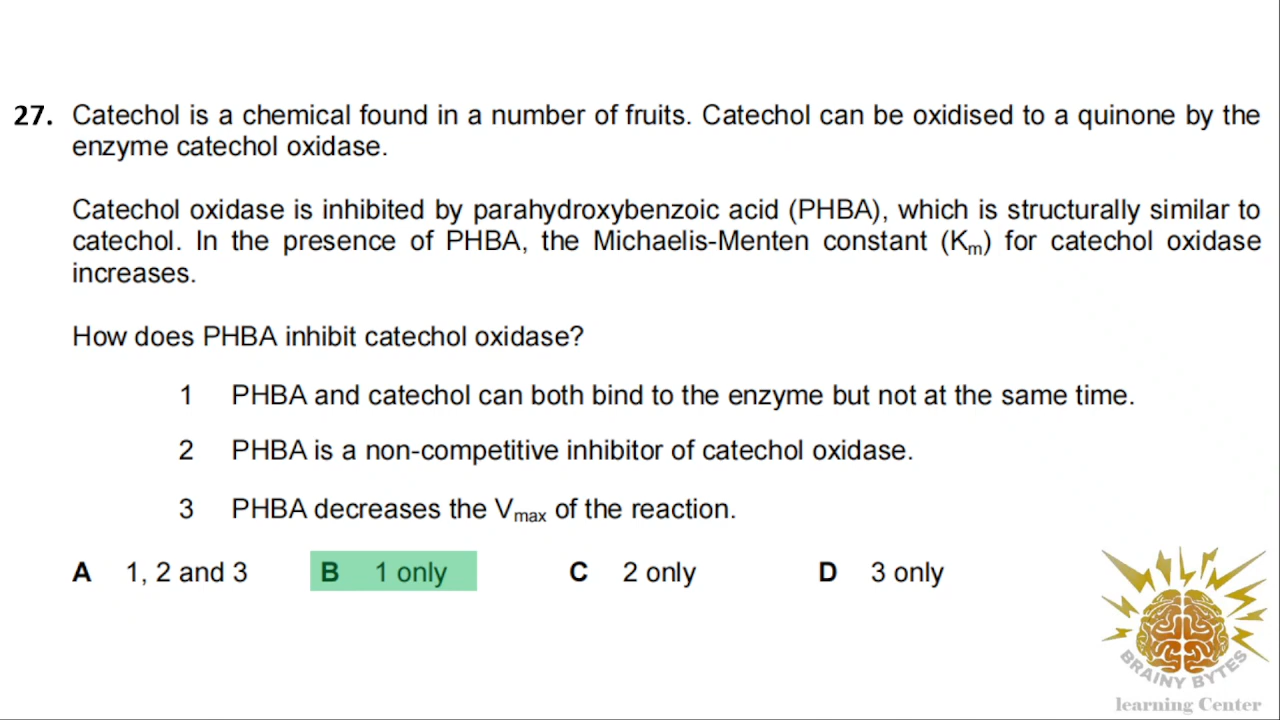 27. Catechol is a chemical found in a number of fruits. Catechol can be oxidised to a quinone by the
enzyme catechol oxidase.
Catechol oxidase is inhibited by parahydroxybenzoic acid (PHBA), which is structurally similar to
catechol. In the presence of PHBA, the Michaelis-Menten constant (Km) for catechol oxidase
increases.
How does PHBA inhibit catechol oxidase?
1 PHBA and catechol can both bind to the enzyme but not at the same time.
2 PHBA is a non-competitive inhibitor of catechol oxidase.
3 PHBA decreases the Vmax of the reaction.
A 1, 2 and 3 B 1 only C 2 only D 3 only
BRAINY BYTES
learning Center